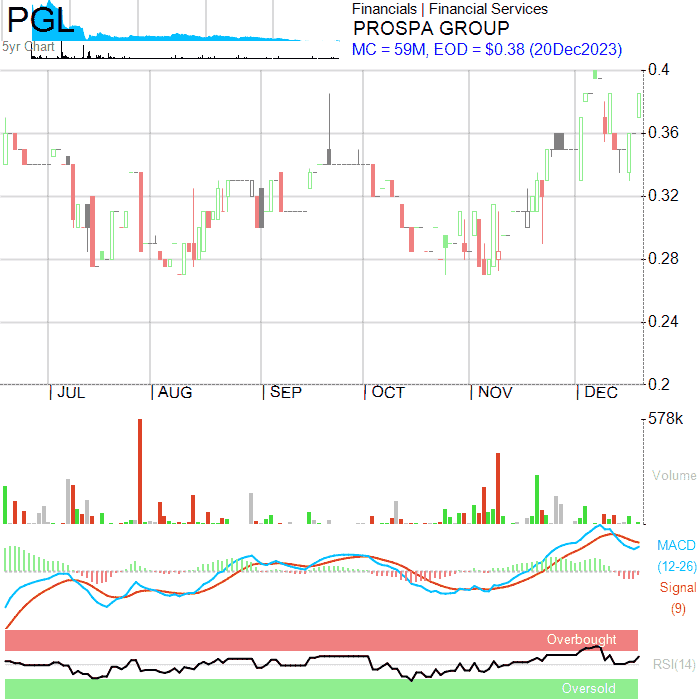 PGL
5yr Chart
Financials | Financial Services
PROSPA GROUP
MC = 59M, EOD = $0.38 (20Dec2023)
0.4
0.36
0.32
0.28
0.24
0.2
JUL AUG SEP OCT NOV DEC
578k
Volume
MACD
(12-26)
Signal
(9)
Overbought
RSI(14)
Oversold